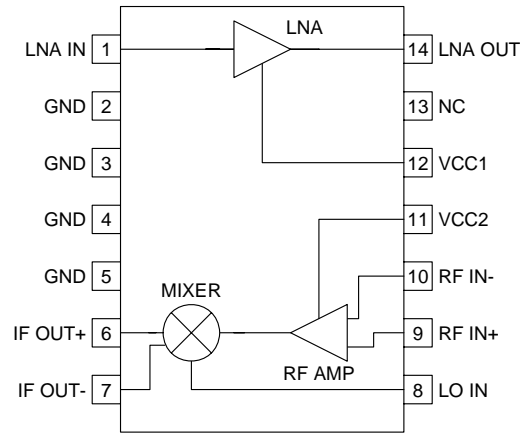 LNA
LNA IN 1
14 LNA OUT
GND 2
13 NC
GND 3
12 VCC1
GND 4
11 VCC2
GND 5
10 RF IN-
MIXER
IF OUT+ 6
9 RF IN+
RF AMP
IF OUT- 7
8 LO IN